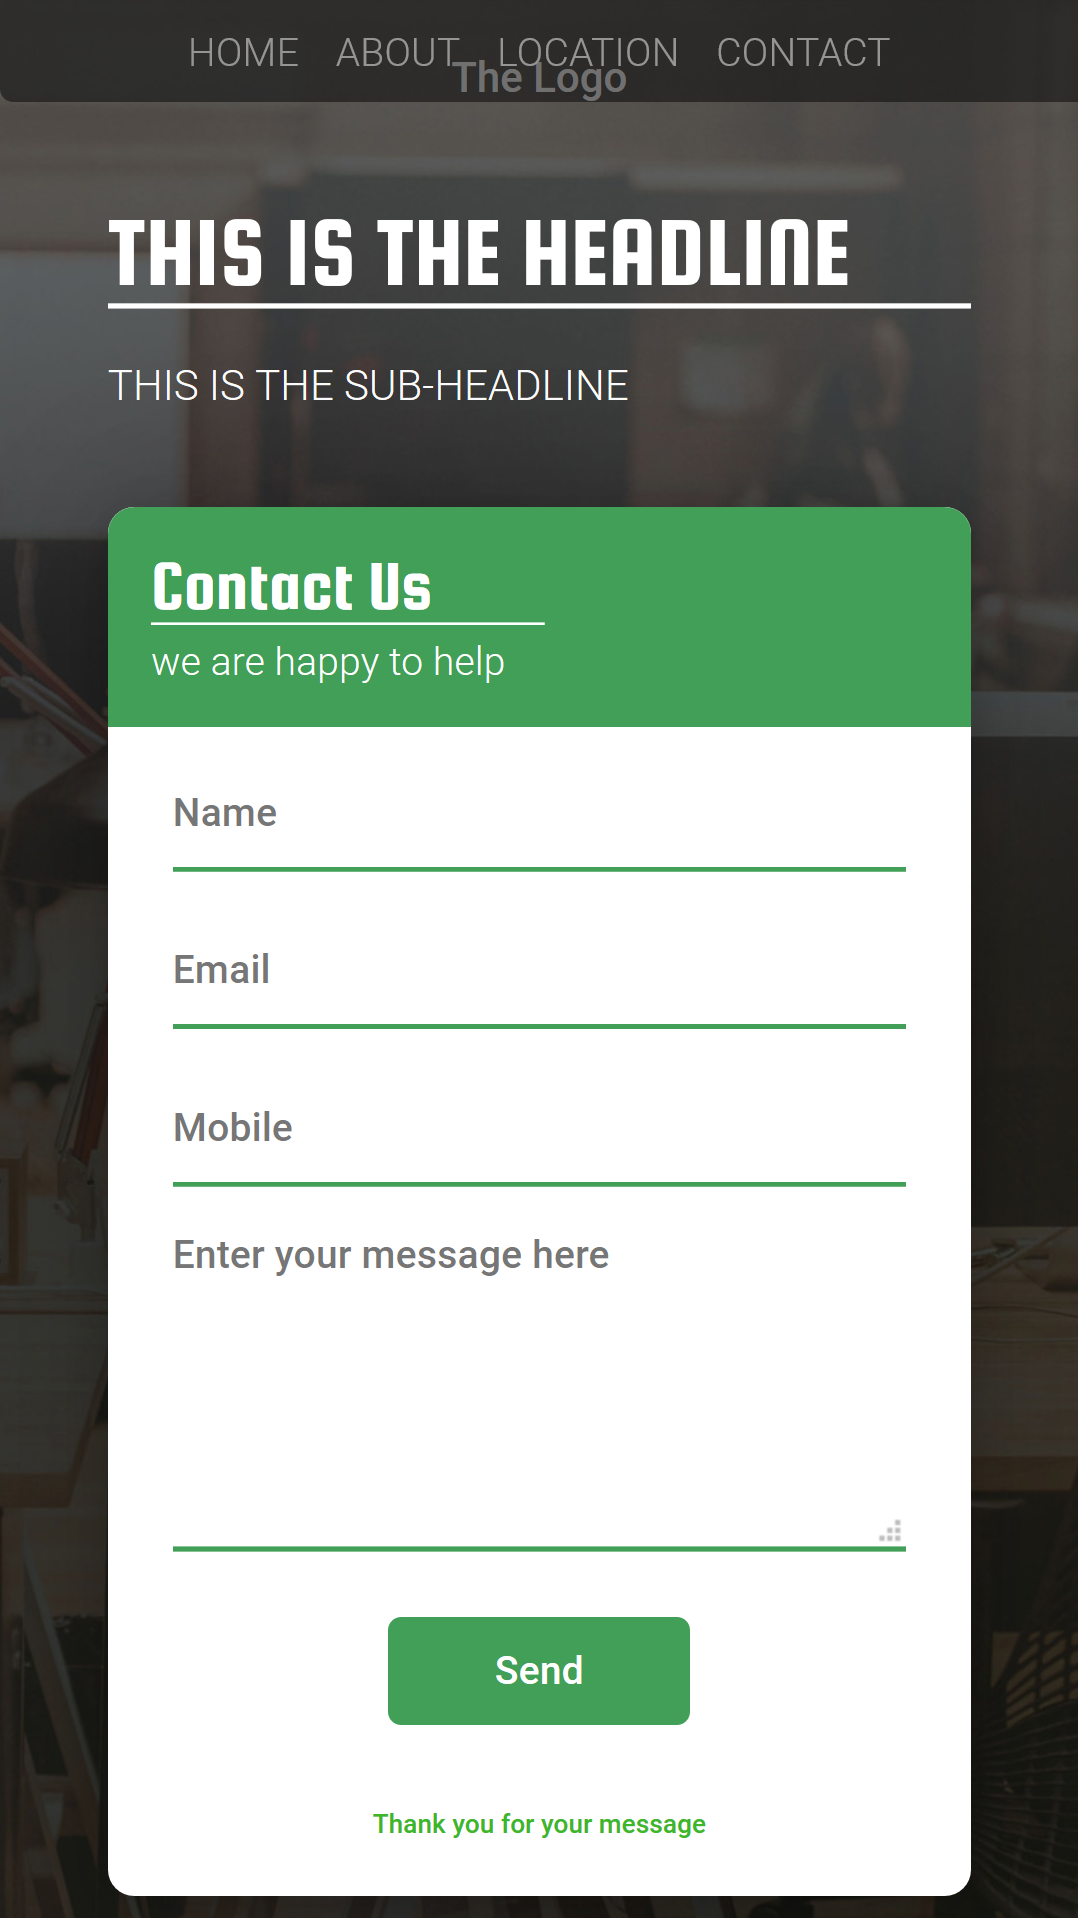 HOME ABOUT LOCATION CONTACT
The Logo
THIS IS THE HEADLINE
THIS IS THE SUB-HEADLINE
Contact Us
we are happy to help
Name
Email
Mobile
Enter your message here
Send
Thank you for your message